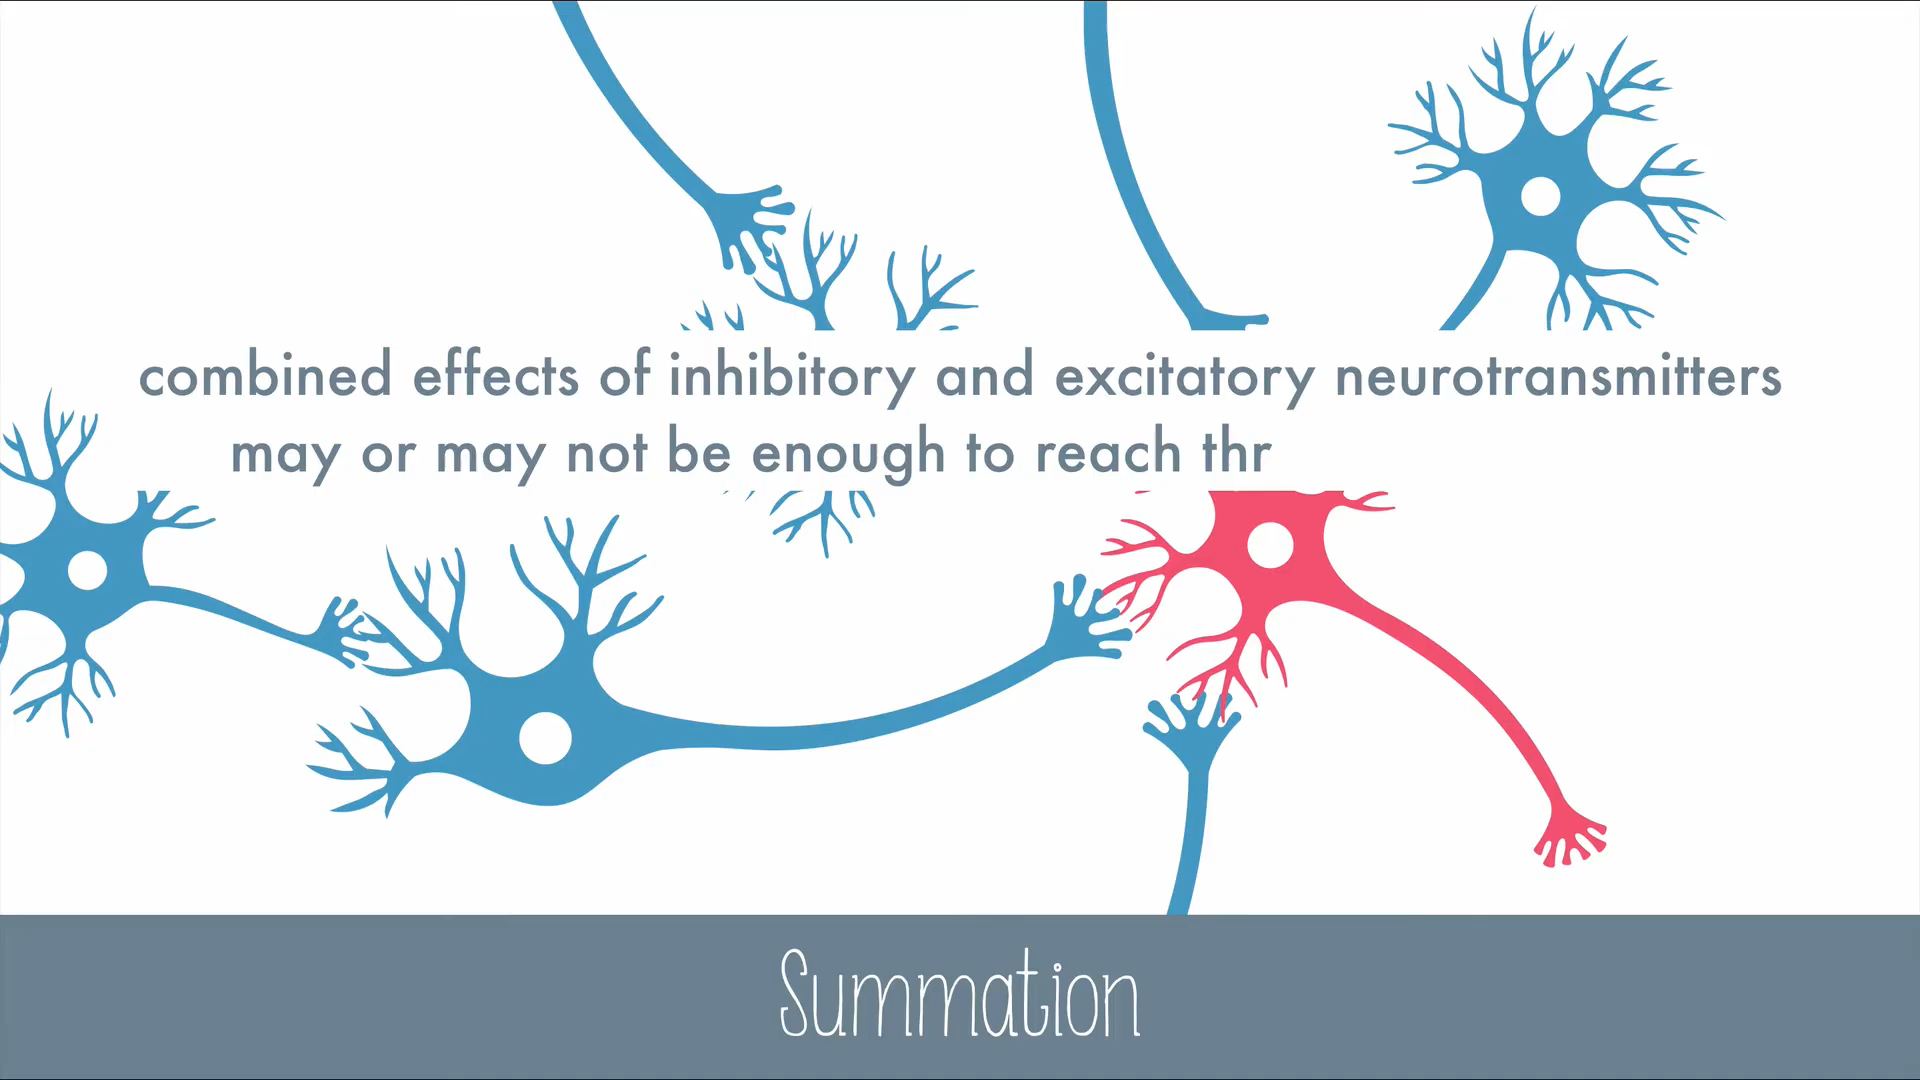 combined effects of inhibitory and excitatory neurotransmitters
may or may not be enough to reach thr
Summation